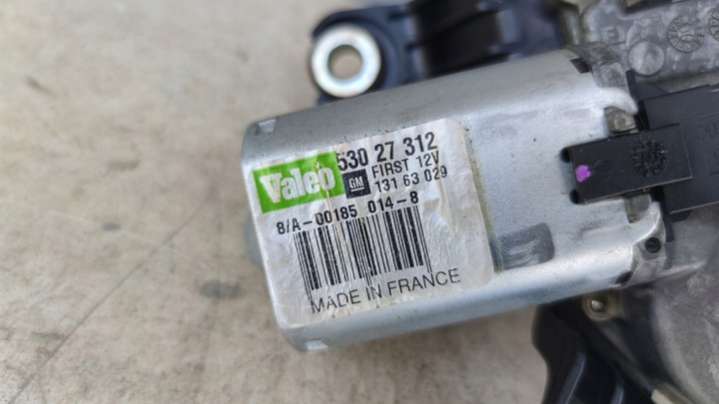 Valeo
530 27 312
GM
FIRST 12V
131 63 029
8/A-00185 014-8
MADE IN FRANCE